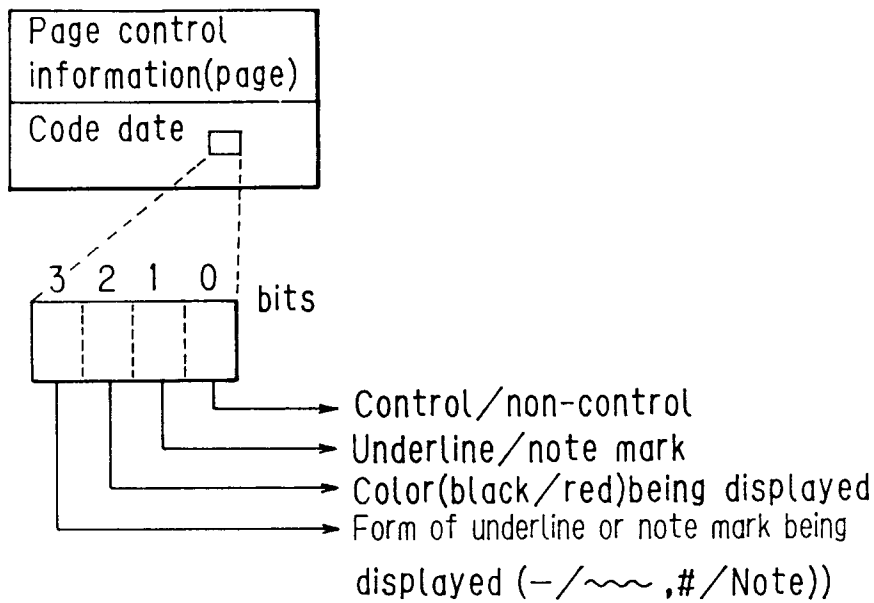 Page control
information(page)
Code date
3 2 1 0
bits
Control/non-control
Underline/note mark
Color(black/red)being displayed
Form of underline or note mark being
displayed (−/~~~ ,#/Note))